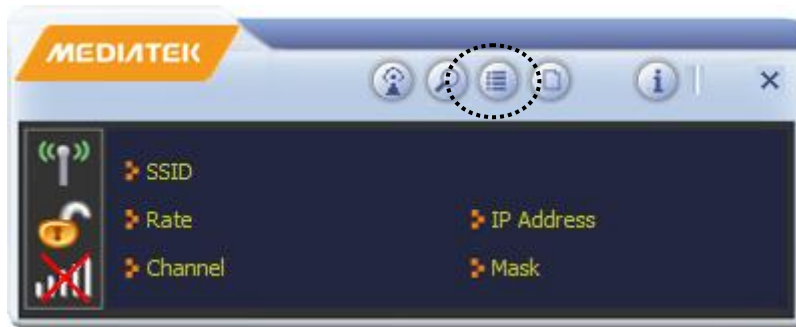 MEDIATEK
SSID
Rate
IP Address
Channel
Mask